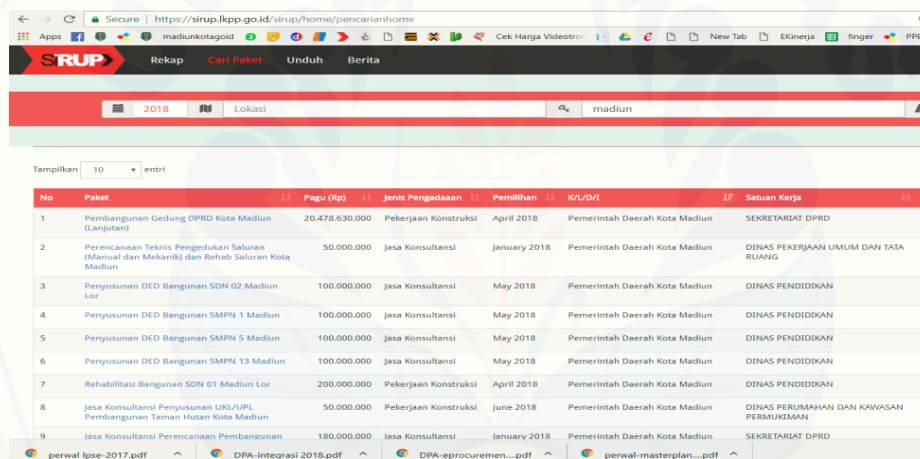 Secure https://sirup.lkpp.go.id/sirup/home/pencarianhome
Apps madiunkotagoid Cek Harga Videotro New Tab EKinerja finger PPE
SiRUP Rekap Cari Paket Unduh Berita
2018 Lokasi madiun
Tampilkan 10 entri
No Paket Pagu (Rp) Jenis Pengadaaan Pemilihan K/L/D/I Satuan Kerja
1 Pembangunan Gedung DPRD Kota Madiun 20.478.630.000 Pekerjaan Konstruksi April 2018 Pemerintah Daerah Kota Madiun SEKRETARIAT DPRD
(Lanjutan)
2 Perencanaan Teknis Pengedukan Saluran 50.000.000 Jasa Konsultansi January 2018 Pemerintah Daerah Kota Madiun DINAS PEKERJAAN UMUM DAN TATA
(Manual dan Mekanik) dan Rehab Saluran Kota RUANG
Madiun
3 Penyusunan DED Bangunan SDN 02 Madiun 100.000.000 Jasa Konsultansi May 2018 Pemerintah Daerah Kota Madiun DINAS PENDIDIKAN
Lor
4 Penyusunan DED Bangunan SMPN 1 Madiun 100.000.000 Jasa Konsultansi May 2018 Pemerintah Daerah Kota Madiun DINAS PENDIDIKAN
5 Penyusunan DED Bangunan SMPN 5 Madiun 100.000.000 Jasa Konsultansi May 2018 Pemerintah Daerah Kota Madiun DINAS PENDIDIKAN
6 Penyusunan DED Bangunan SMPN 13 Madiun 100.000.000 Jasa Konsultansi May 2018 Pemerintah Daerah Kota Madiun DINAS PENDIDIKAN
7 Rehabilitasi Bangunan SDN 01 Madiun Lor 200.000.000 Pekerjaan Konstruksi April 2018 Pemerintah Daerah Kota Madiun DINAS PENDIDIKAN
8 Jasa Konsultansi Penyusunan UKL/UPL 50.000.000 Pekerjaan Konstruksi June 2018 Pemerintah Daerah Kota Madiun DINAS PERUMAHAN DAN KAWASAN
Pembangunan Taman Hutan Kota Madiun PERMUKIMAN
9 Jasa Konsultansi Perencanaan Pembangunan 180.000.000 Jasa Konsultansi January 2018 Pemerintah Daerah Kota Madiun SEKRETARIAT DPRD
perwal lpse-2017.pdf DPA-integrasi 2018.pdf DPA-eprocuremen....pdf perwal-masterplan....pdf